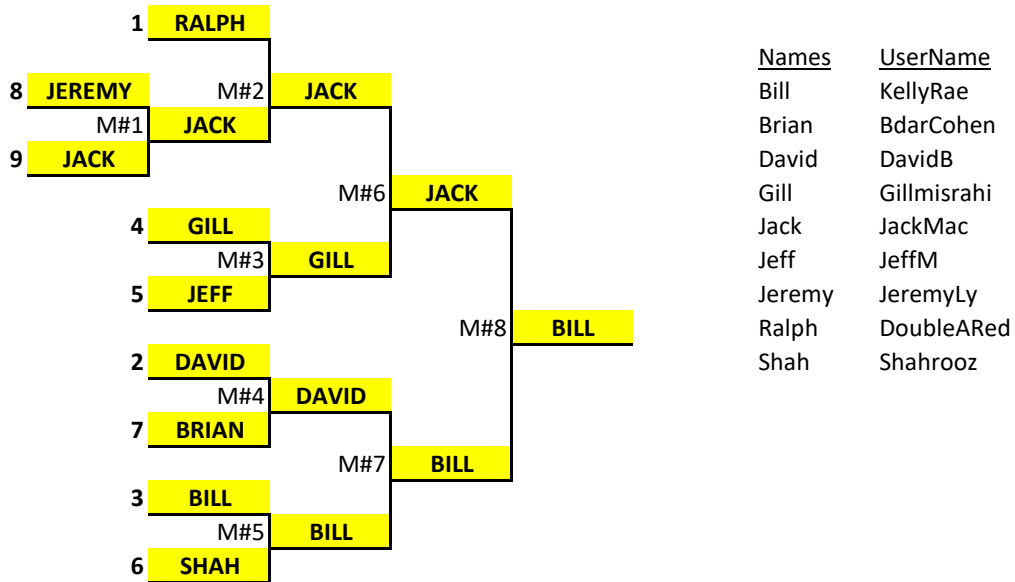 1 RALPH
Names UserName
8 JEREMY M#2 JACK
Bill KellyRae
M#1 JACK
Brian BdarCohen
9 JACK
David DavidB
M#6 JACK
Gill Gillmisrahi
4 GILL
Jack JackMac
M#3 GILL
Jeff JeffM
5 JEFF
Jeremy JeremyLy
M#8 BILL
Ralph DoubleARed
2 DAVID
Shah Shahrooz
M#4 DAVID
7 BRIAN
M#7 BILL
3 BILL
M#5 BILL
6 SHAH